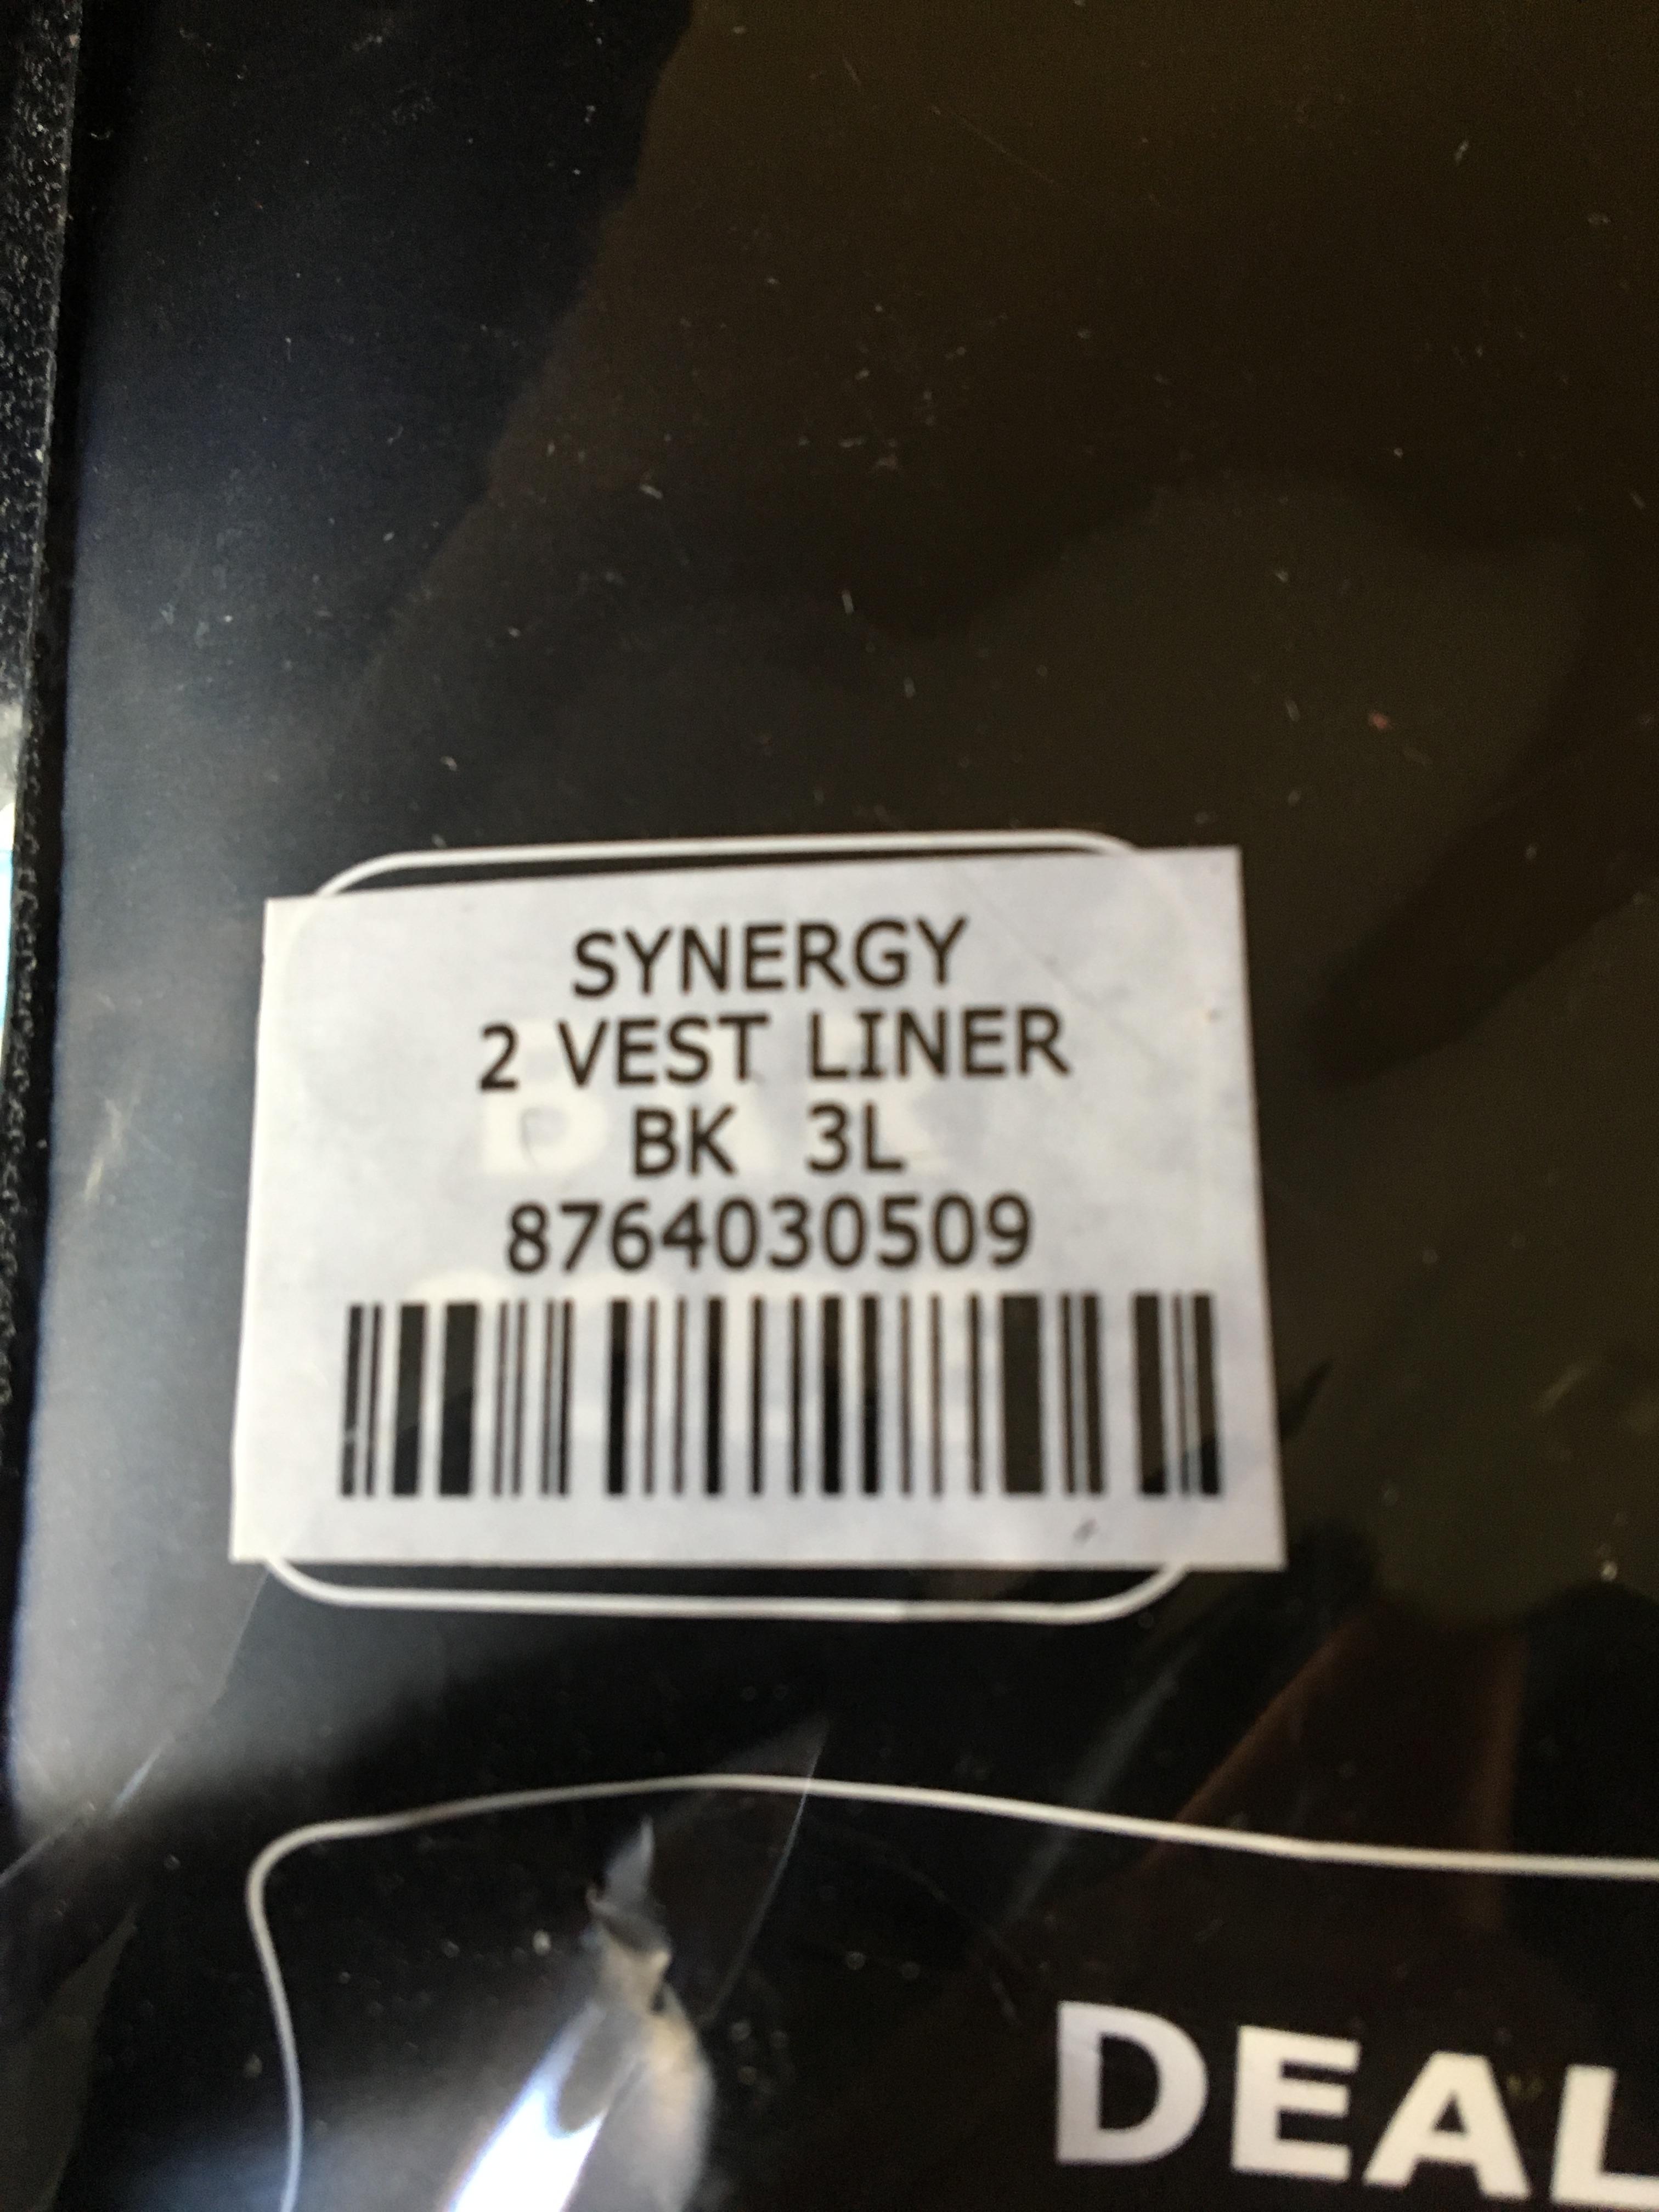 SYNERGY
2 VEST LINER
BK 3L
8764030509
DEAL